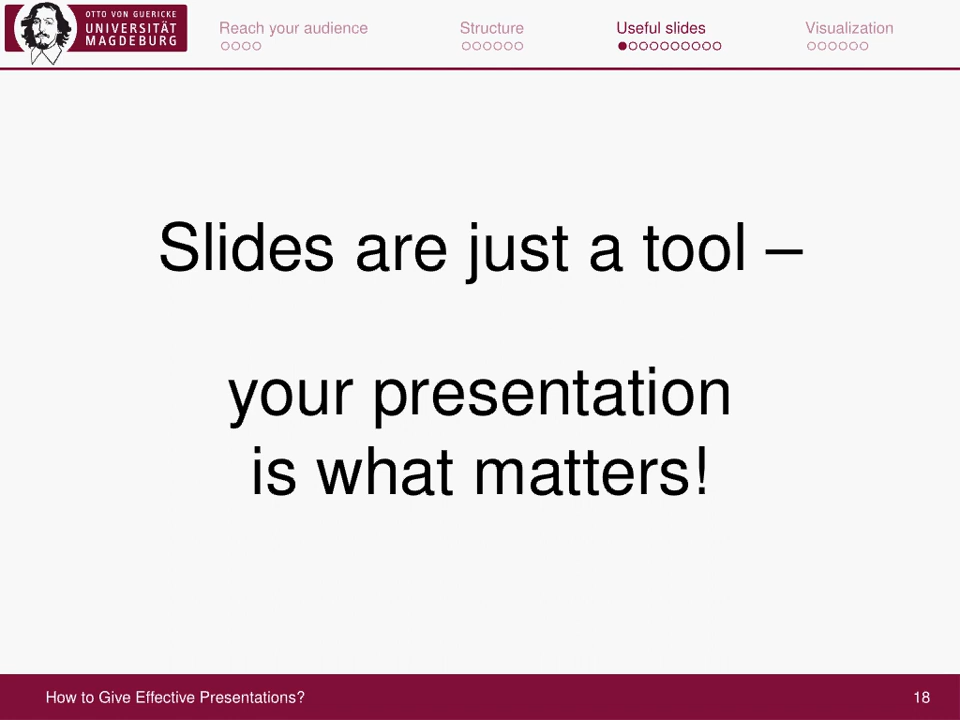 OTTO VON GUERICKE
UNIVERSITÄT
MAGDEBURG
Reach your audience
Structure
Useful slides
Visualization
Slides are just a tool –
your presentation
is what matters!
How to Give Effective Presentations?
18